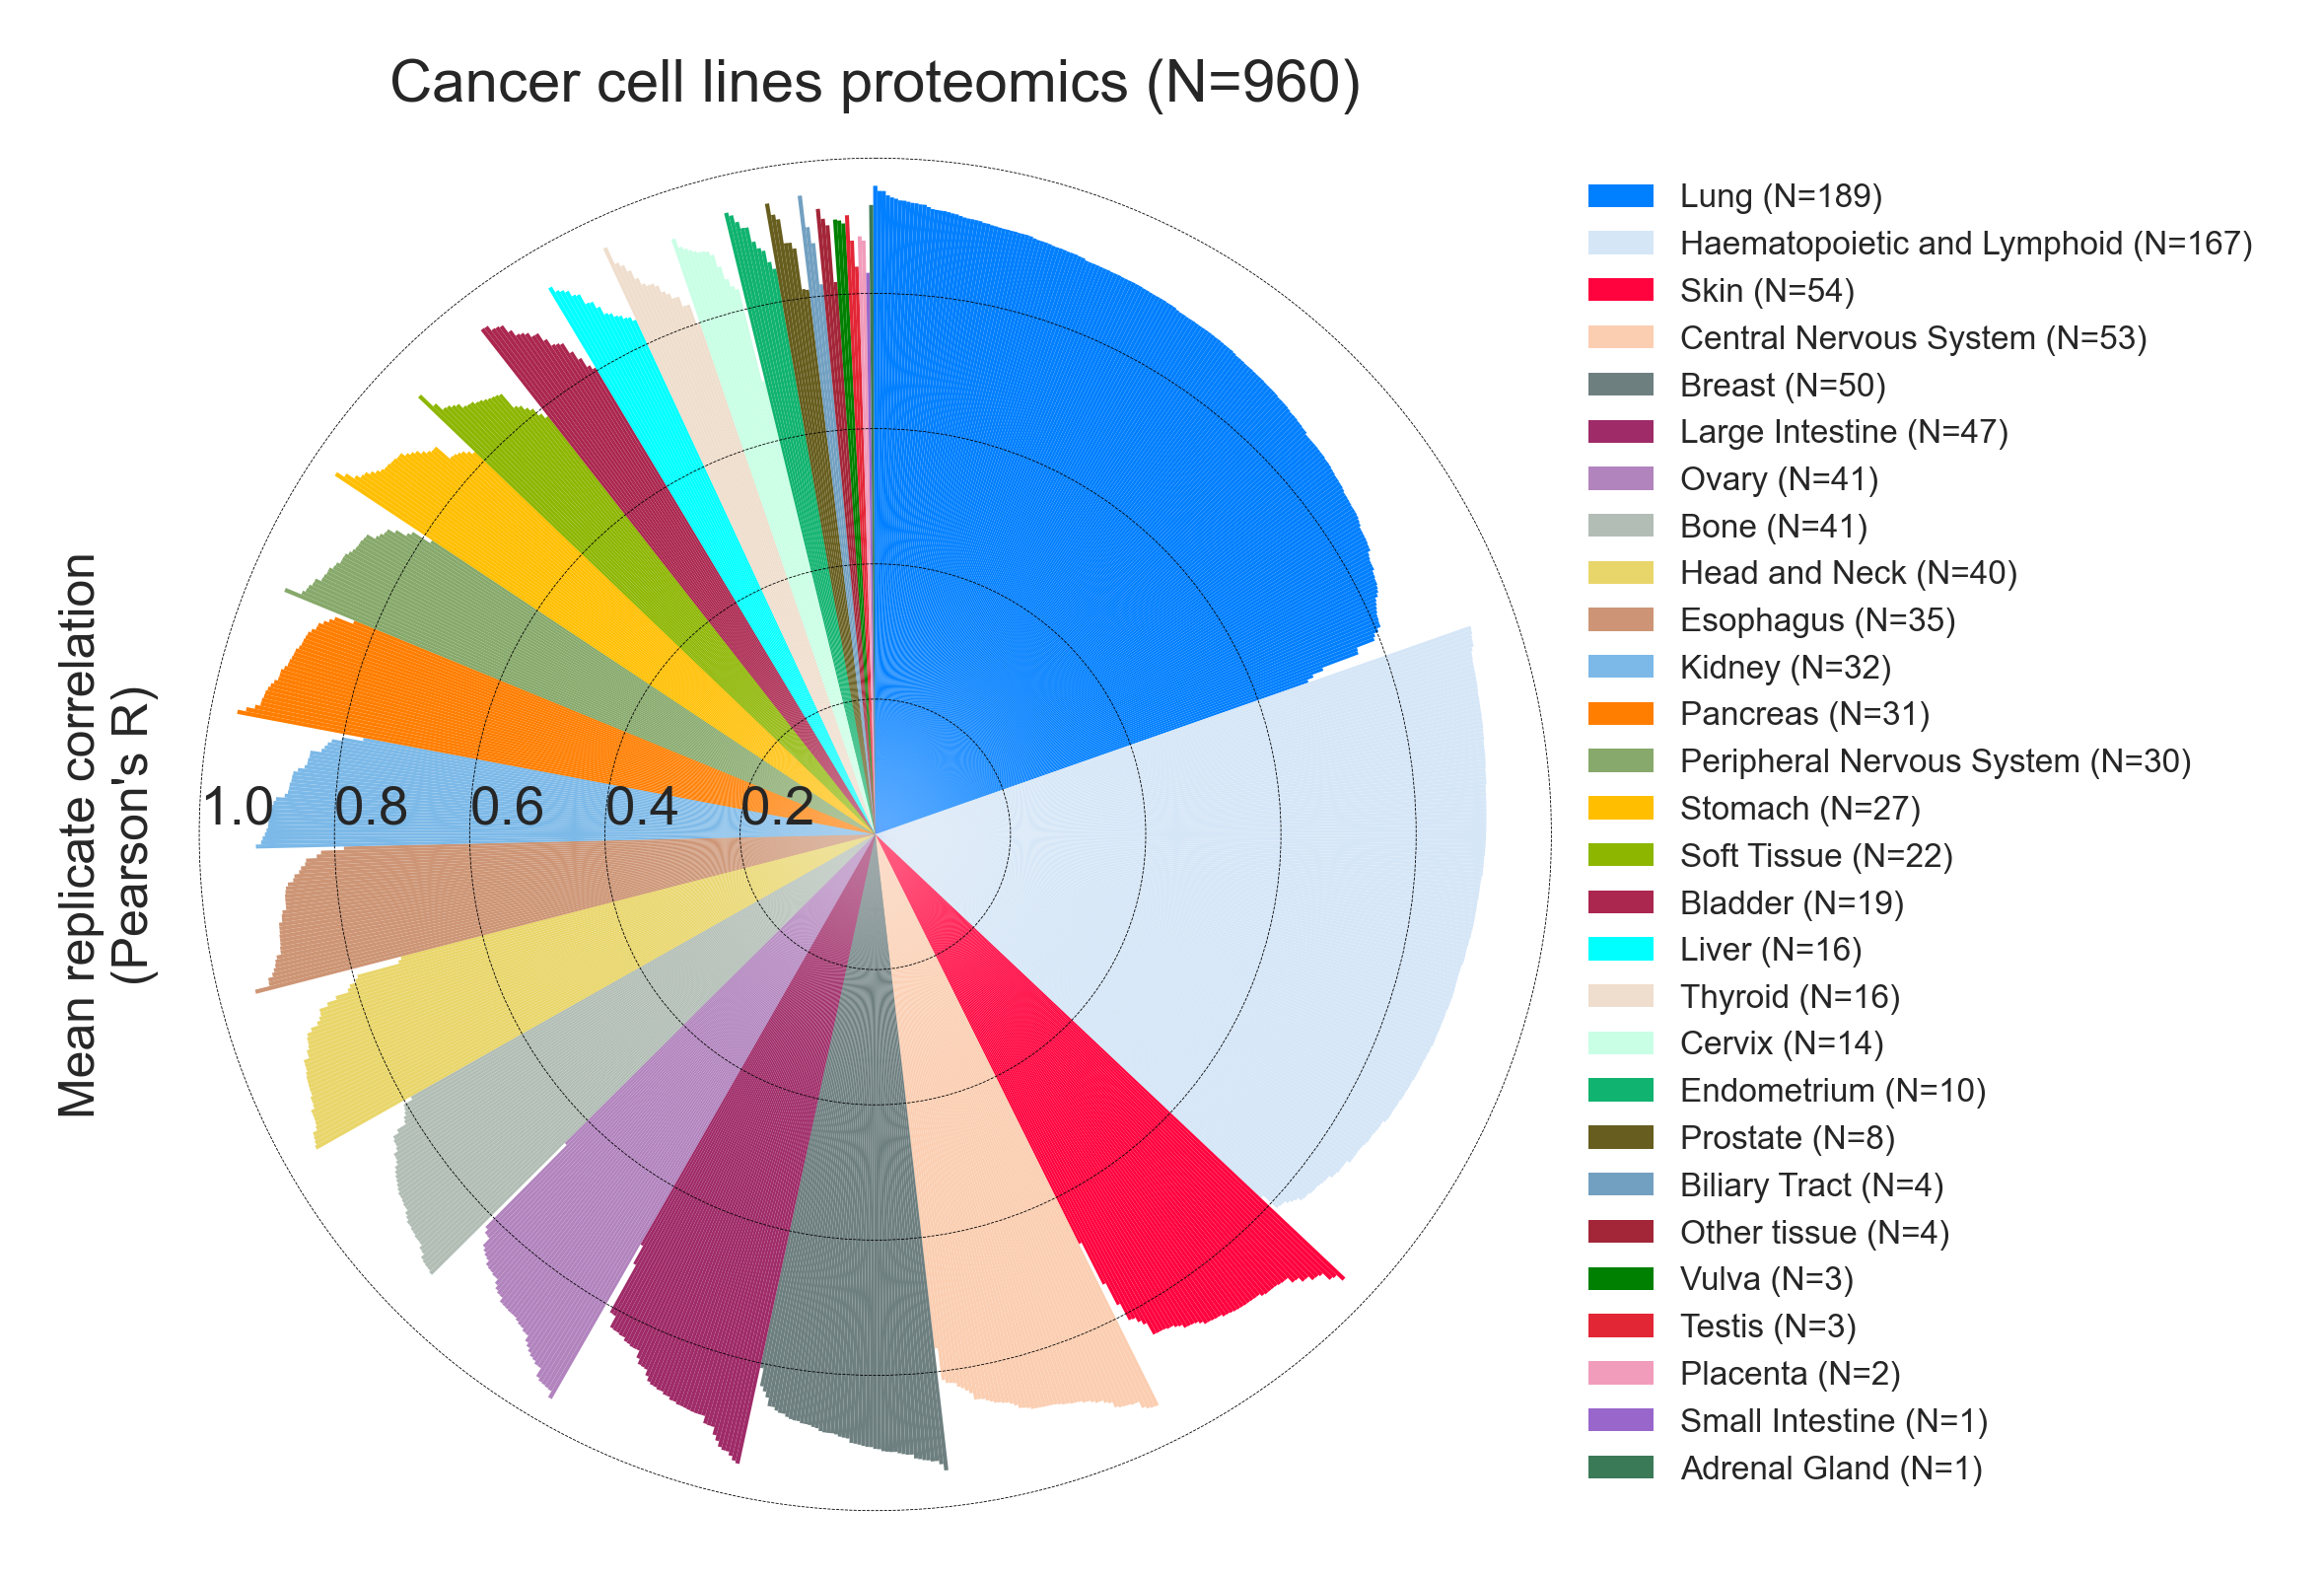 Cancer cell lines proteomics (N=960)
Mean replicate correlation
(Pearson's R)
1.0
0.8
0.6
0.4
0.2
Lung (N=189)
Haematopoietic and Lymphoid (N=167)
Skin (N=54)
Central Nervous System (N=53)
Breast (N=50)
Large Intestine (N=47)
Ovary (N=41)
Bone (N=41)
Head and Neck (N=40)
Esophagus (N=35)
Kidney (N=32)
Pancreas (N=31)
Peripheral Nervous System (N=30)
Stomach (N=27)
Soft Tissue (N=22)
Bladder (N=19)
Liver (N=16)
Thyroid (N=16)
Cervix (N=14)
Endometrium (N=10)
Prostate (N=8)
Biliary Tract (N=4)
Other tissue (N=4)
Vulva (N=3)
Testis (N=3)
Placenta (N=2)
Small Intestine (N=1)
Adrenal Gland (N=1)